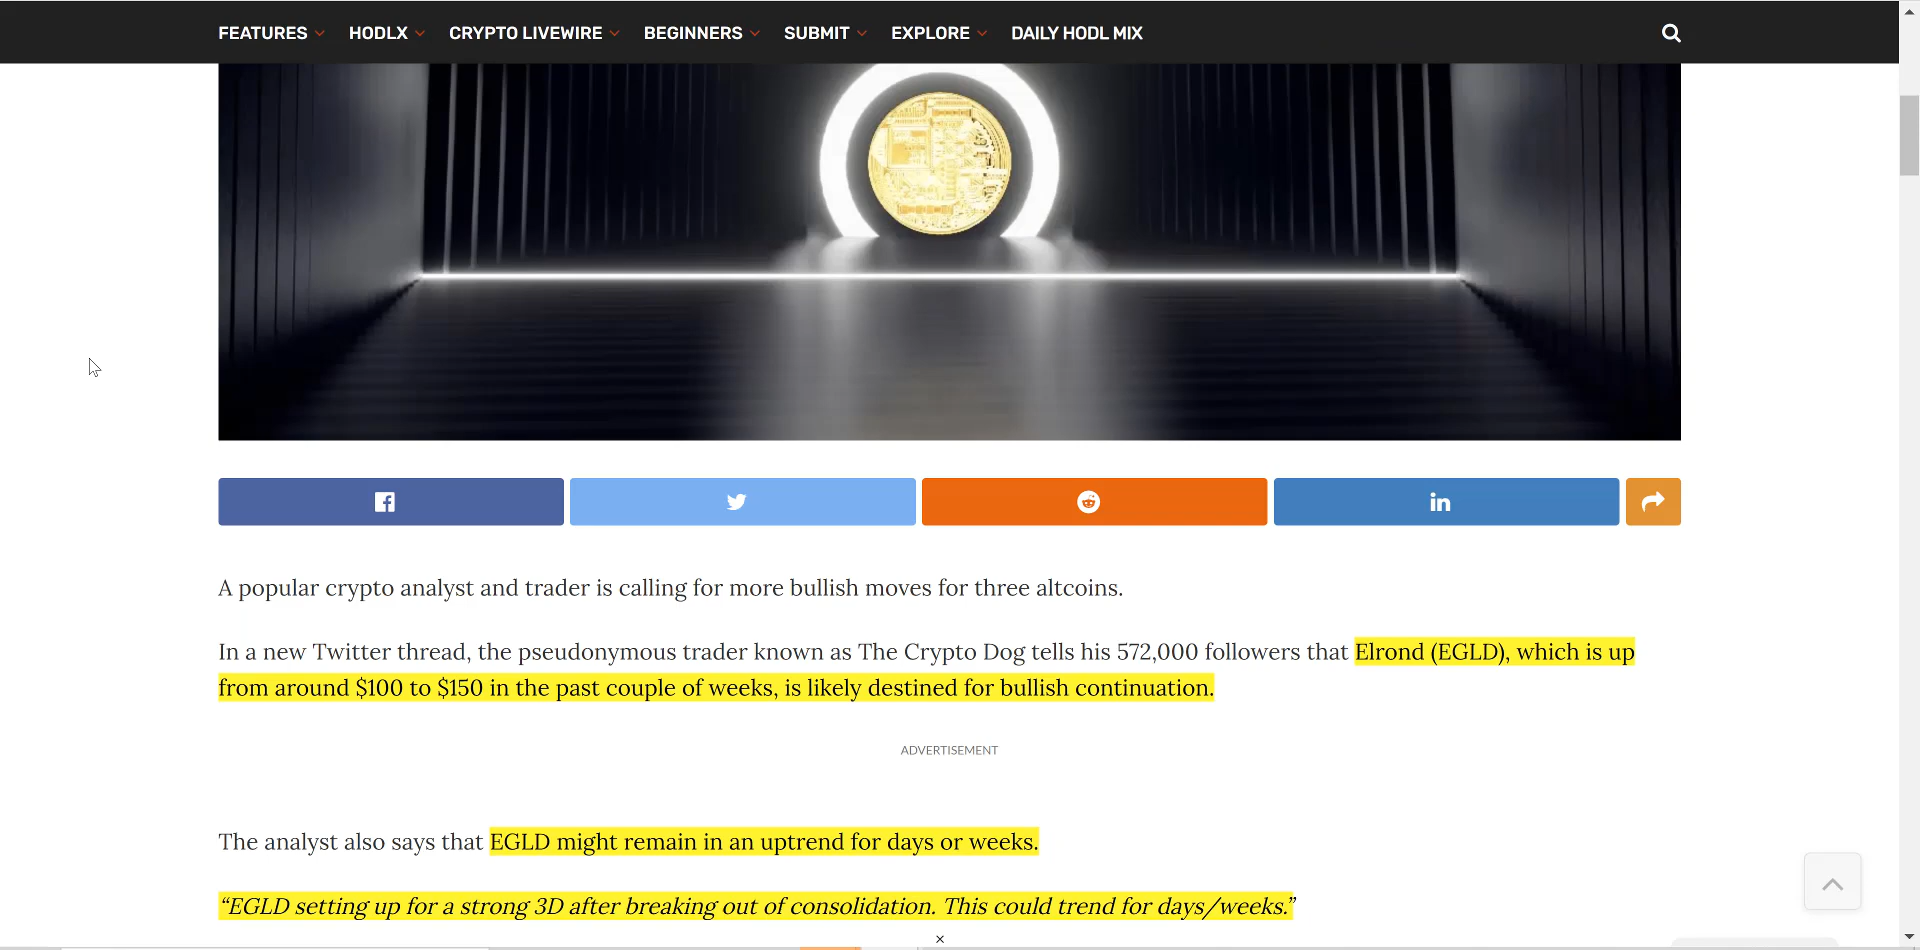 FEATURES HODLX CRYPTO LIVEWIRE BEGINNERS SUBMIT EXPLORE DAILY HODL MIX
A popular crypto analyst and trader is calling for more bullish moves for three altcoins.
In a new Twitter thread, the pseudonymous trader known as The Crypto Dog tells his 572,000 followers that Elrond (EGLD), which is up
from around $100 to $150 in the past couple of weeks, is likely destined for bullish continuation.
ADVERTISEMENT
The analyst also says that EGLD might remain in an uptrend for days or weeks.
“EGLD setting up for a strong 3D after breaking out of consolidation. This could trend for days/weeks.”